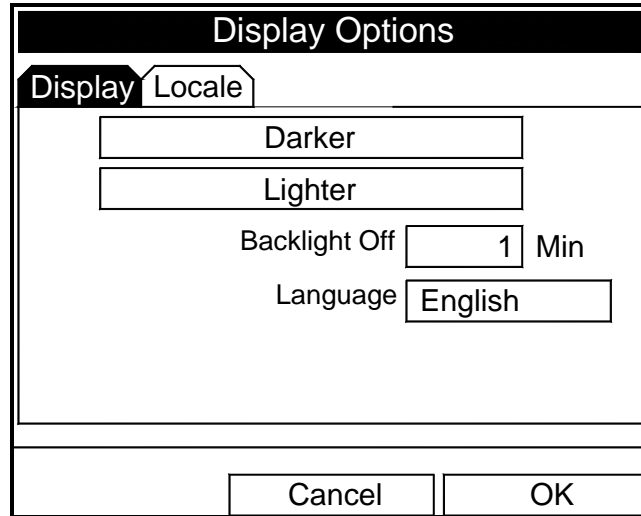 Display Options
Display Locale
Darker
Lighter
Backlight Off 1 Min
Language English
Cancel OK